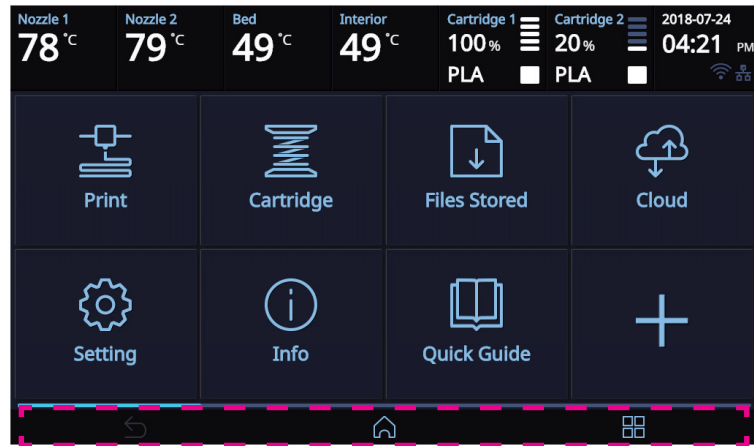 Nozzle 1 Nozzle 2 Bed Interior Cartridge 1 Cartridge 2 2018-07-24
78 °C 79 °C 49 °C 49 °C 100 % 20 % 04:21 PM
PLA PLA
Print Cartridge Files Stored Cloud
Setting Info Quick Guide